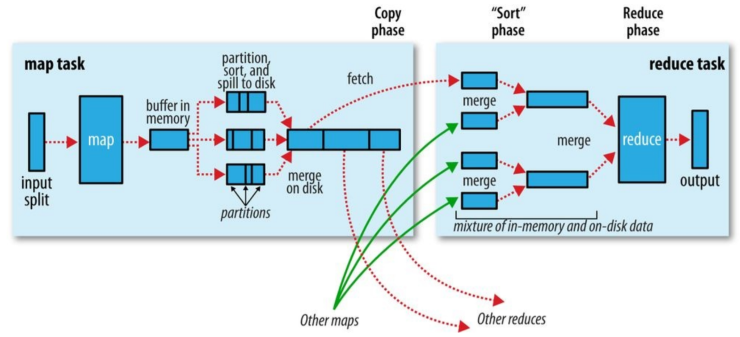 Copy
phase
“Sort”
phase
Reduce
phase
map task
partition,
sort, and
spill to disk
buffer in
memory
map
input
split
partitions
merge
on disk
fetch
reduce task
merge
merge
merge
reduce
output
mixture of in-memory and on-disk data
Other maps
Other reduces